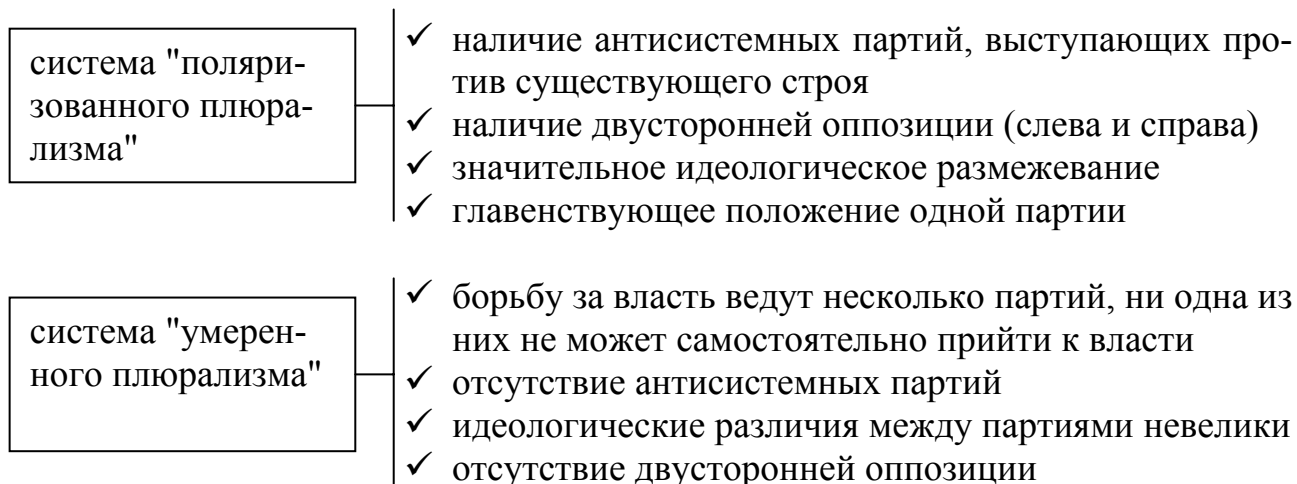 система "поляри-
зованного плюра-
лизма"
✓ наличие антисистемных партий, выступающих про-
тив существующего строя
✓ наличие двусторонней оппозиции (слева и справа)
✓ значительное идеологическое размежевание
✓ главенствующее положение одной партии
система "умерен-
ного плюрализма"
✓ борьбу за власть ведут несколько партий, ни одна из
них не может самостоятельно прийти к власти
✓ отсутствие антисистемных партий
✓ идеологические различия между партиями невелики
✓ отсутствие двусторонней оппозиции